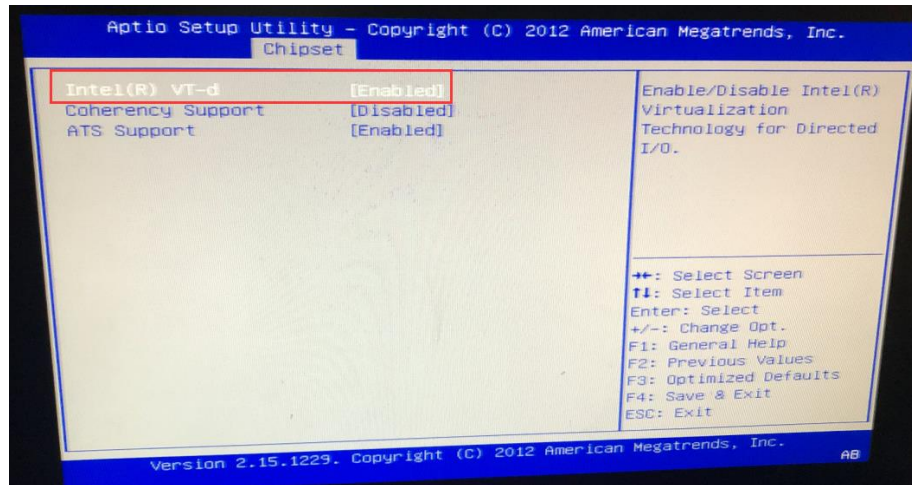 Aptio Setup Utility – Copyright (C) 2012 American Megatrends, Inc.
Chipset
Intel(R) VT-d [Enabled]
Coherency Support [Disabled]
ATS Support [Enabled]
Enable/Disable Intel(R)
Virtualization
Technology for Directed
I/O.
→←: Select Screen
↑↓: Select Item
Enter: Select
+/-: Change Opt.
F1: General Help
F2: Previous Values
F3: Optimized Defaults
F4: Save & Exit
ESC: Exit
Version 2.15.1229. Copyright (C) 2012 American Megatrends, Inc.
AB